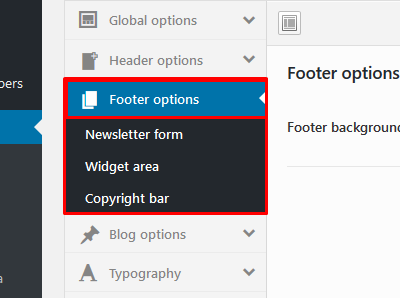 Global options
Header options
Footer options
Newsletter form
Widget area
Copyright bar
Blog options
Typography
Footer options
Footer background